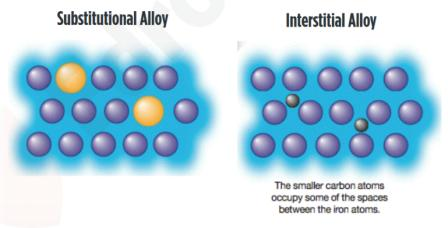 Substitutional Alloy
Interstitial Alloy
The smaller carbon atoms
occupy some of the spaces
between the iron atoms.